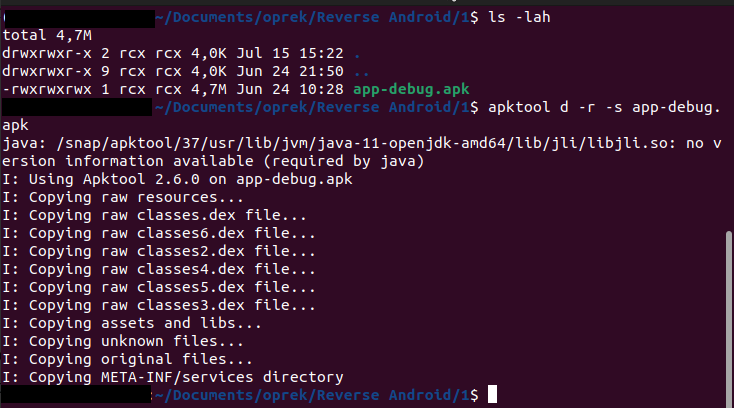 ~/Documents/oprek/Reverse Android/1$ ls -lah
total 4,7M
drwxrwxr-x 2 rcx rcx 4,0K Jul 15 15:22 .
drwxrwxr-x 9 rcx rcx 4,0K Jun 24 21:50 ..
-rwxrwxrwx 1 rcx rcx 4,7M Jun 24 10:28 app-debug.apk
~/Documents/oprek/Reverse Android/1$ apktool d -r -s app-debug.
apk
java: /snap/apktool/37/usr/lib/jvm/java-11-openjdk-amd64/lib/jli/libjli.so: no v
ersion information available (required by java)
I: Using Apktool 2.6.0 on app-debug.apk
I: Copying raw resources...
I: Copying raw classes.dex file...
I: Copying raw classes6.dex file...
I: Copying raw classes2.dex file...
I: Copying raw classes4.dex file...
I: Copying raw classes5.dex file...
I: Copying raw classes3.dex file...
I: Copying assets and libs...
I: Copying unknown files...
I: Copying original files...
I: Copying META-INF/services directory
:~/Documents/oprek/Reverse Android/1$